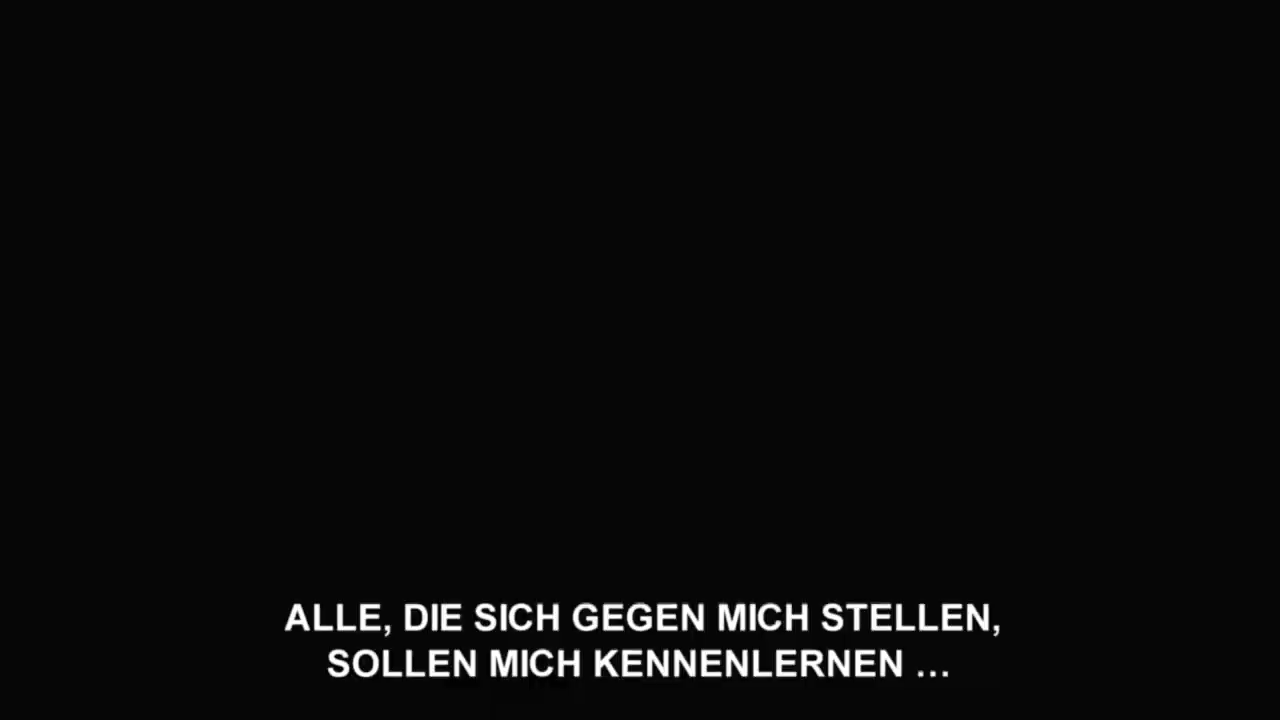 ALLE, DIE SICH GEGEN MICH STELLEN,
SOLLEN MICH KENNENLERNEN …